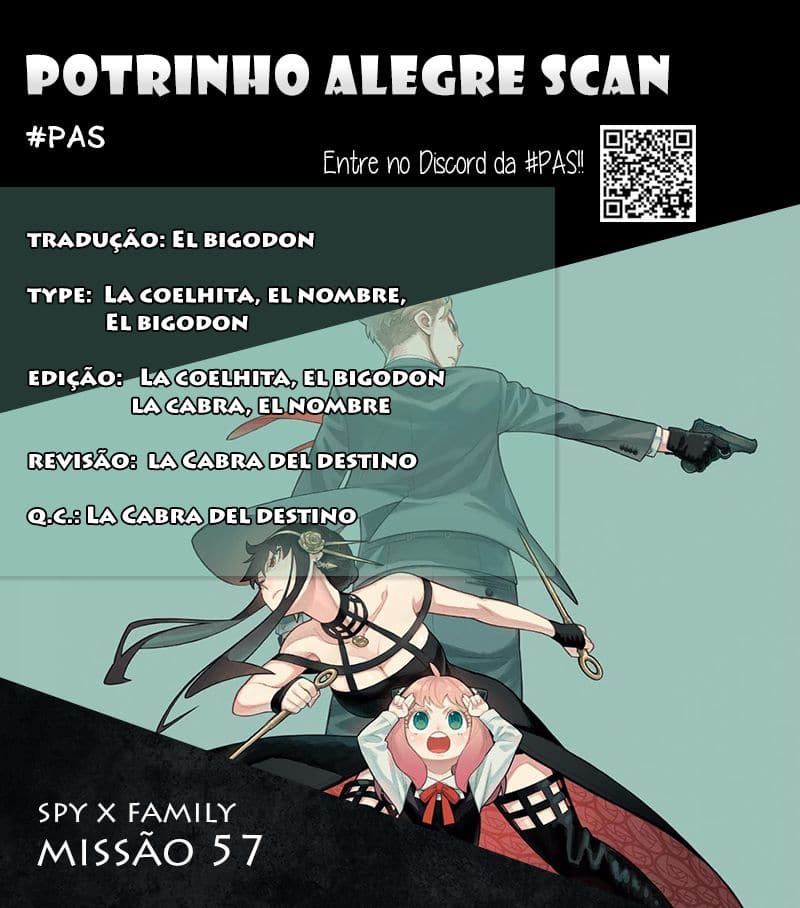 POTRINHO ALEGRE SCAN
#PAS
Entre no Discord da #PAS!!
TRADUÇÃO: EL BIGODON
TYPE: LA COELHITA, EL NOMBRE,
EL BIGODON
EDIÇÃO: LA COELHITA, EL BIGODON
LA CABRA, EL NOMBRE
REVISÃO: LA CABRA DEL DESTINO
Q.C.: LA CABRA DEL DESTINO
SPY X FAMILY
MISSÃO 57